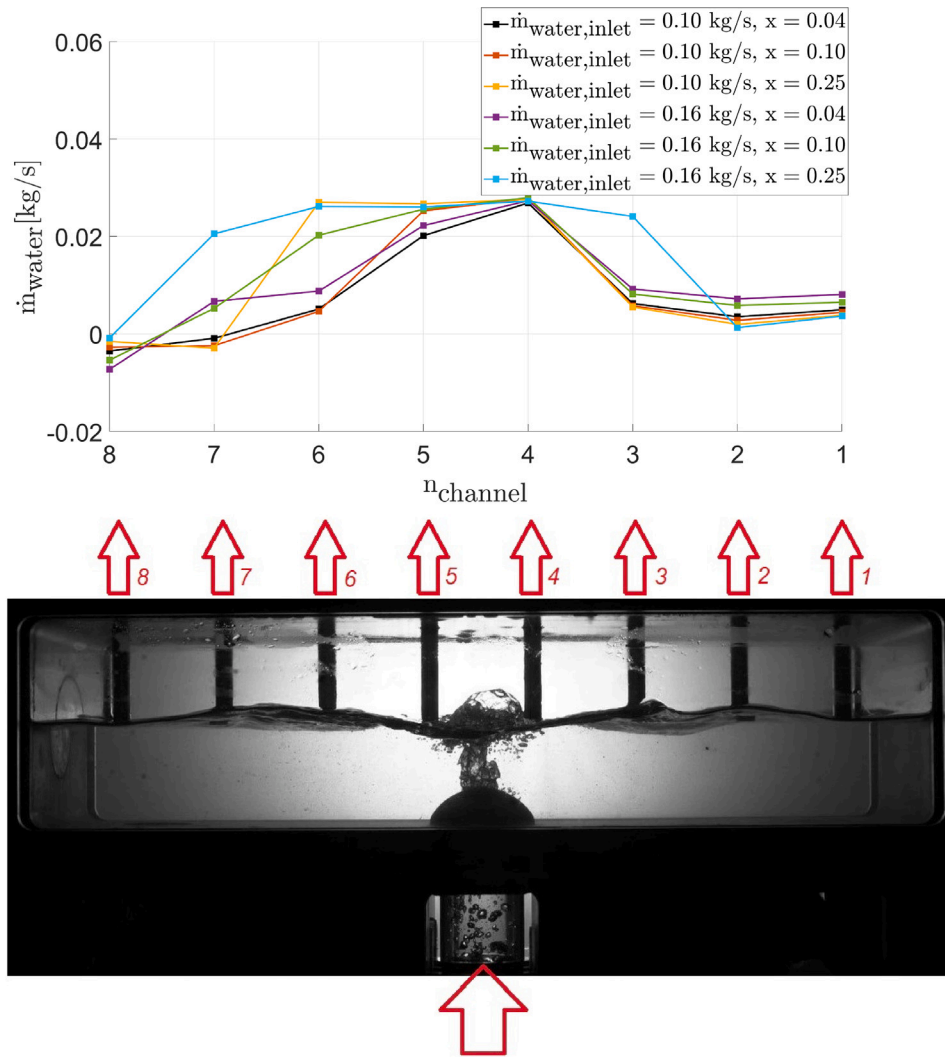 ṁwater,inlet = 0.10 kg/s, x = 0.04
ṁwater,inlet = 0.10 kg/s, x = 0.10
ṁwater,inlet = 0.10 kg/s, x = 0.25
ṁwater,inlet = 0.16 kg/s, x = 0.04
ṁwater,inlet = 0.16 kg/s, x = 0.10
ṁwater,inlet = 0.16 kg/s, x = 0.25
0.06
0.04
0.02
0
-0.02
ṁwater[kg/s]
8 7 6 5 4 3 2 1
nchannel
8 7 6 5 4 3 2 1